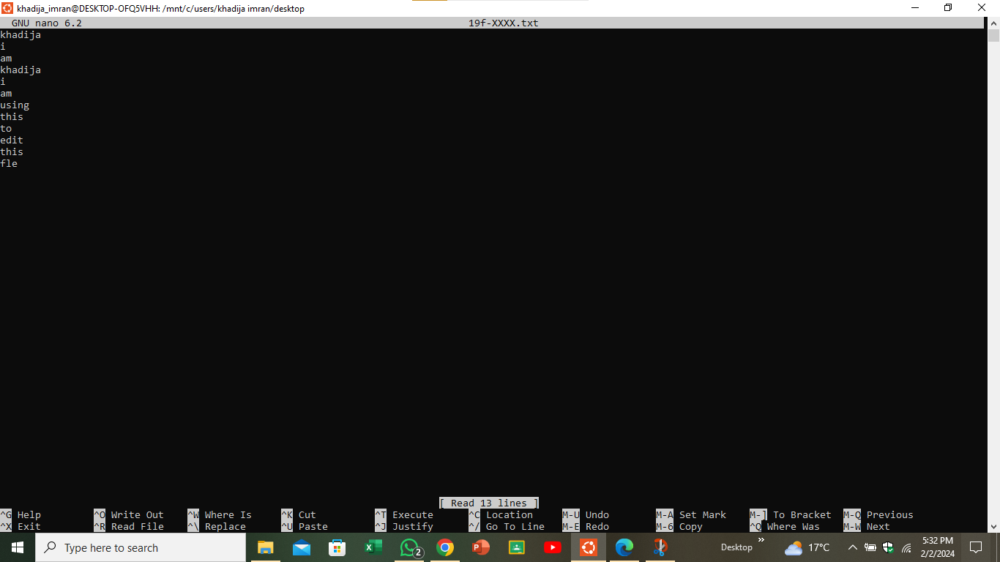 khadija_imran@DESKTOP-OFQ5VHH: /mnt/c/users/khadija imran/desktop
GNU nano 6.2 19f-XXXX.txt
khadija
i
am
khadija
i
am
using
this
to
edit
this
fle
[ Read 13 lines ]
^G Help ^O Write Out ^W Where Is ^K Cut ^T Execute ^C Location M-U Undo M-A Set Mark M-] To Bracket M-Q Previous
^X Exit ^R Read File ^\ Replace ^U Paste ^J Justify ^/ Go To Line M-E Redo M-6 Copy ^Q Where Was M-W Next
Type here to search 2 Desktop » 17°C 5:32 PM
2/2/2024